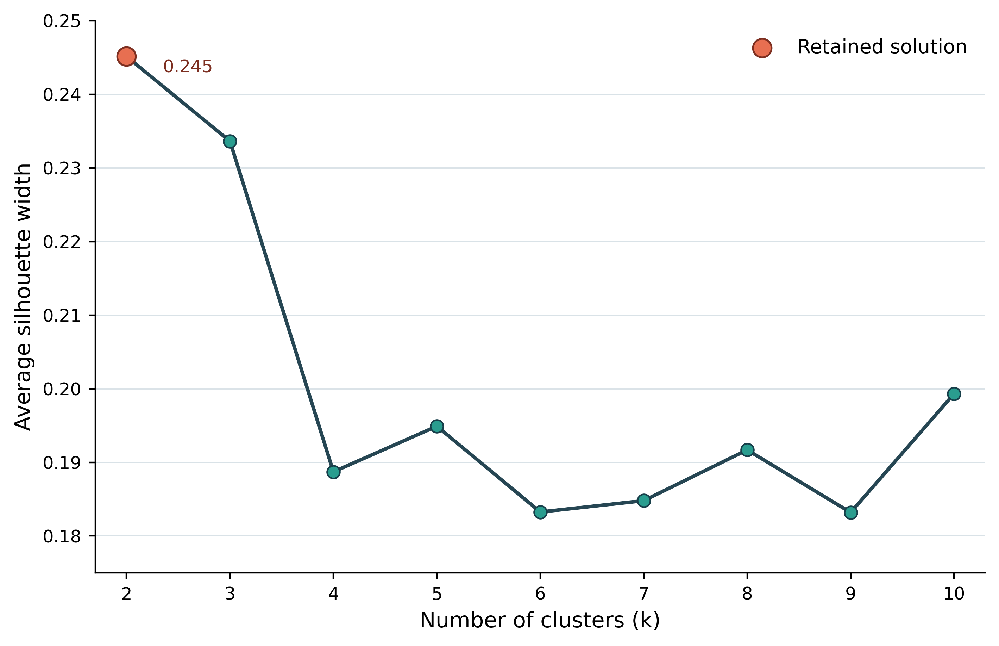 0.25
0.24
0.23
0.22
0.21
0.20
0.19
0.18
Average silhouette width
0.245
Retained solution
2 3 4 5 6 7 8 9 10
Number of clusters (k)